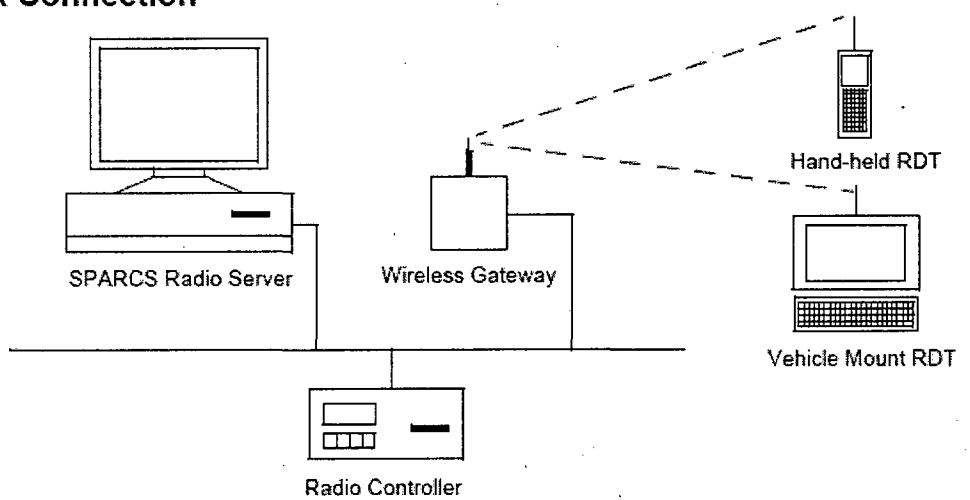 Connection
Hand-held RDT
SPARCS Radio Server
Wireless Gateway
Vehicle Mount RDT
Radio Controller